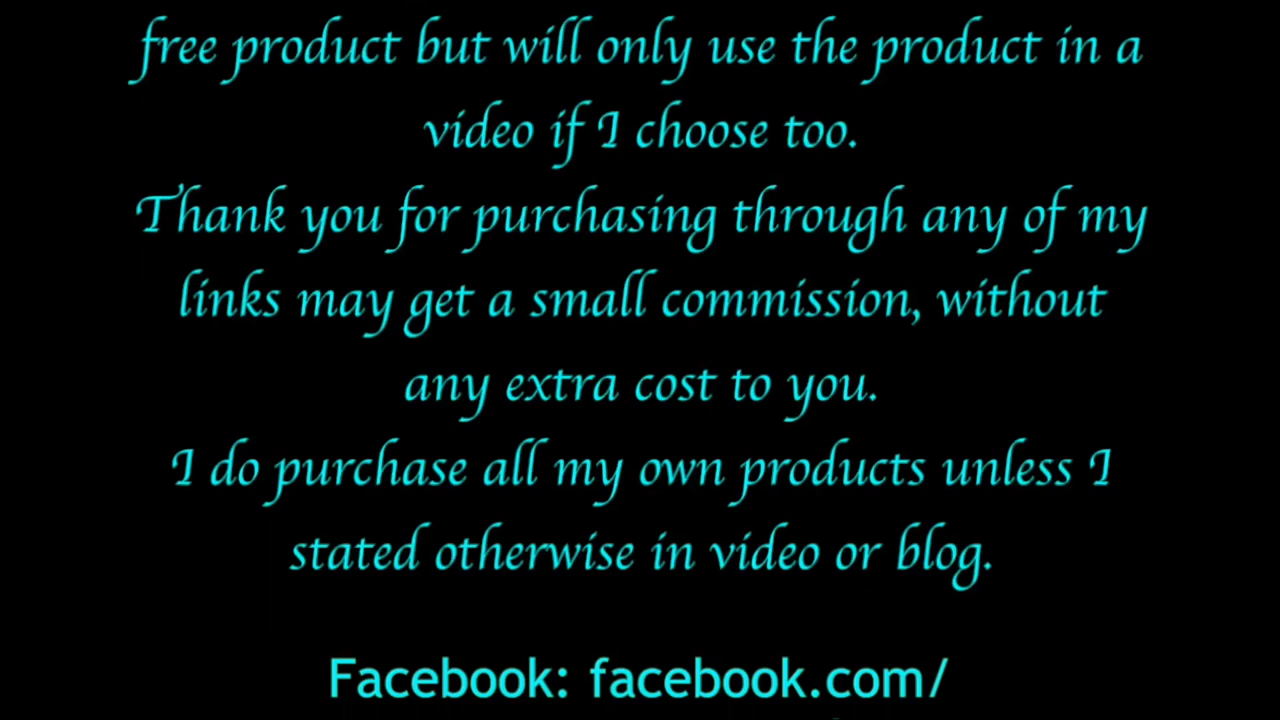 free product but will only use the product in a
video if I choose too.
Thank you for purchasing through any of my
links may get a small commission, without
any extra cost to you.
I do purchase all my own products unless I
stated otherwise in video or blog.
Facebook: facebook.com/